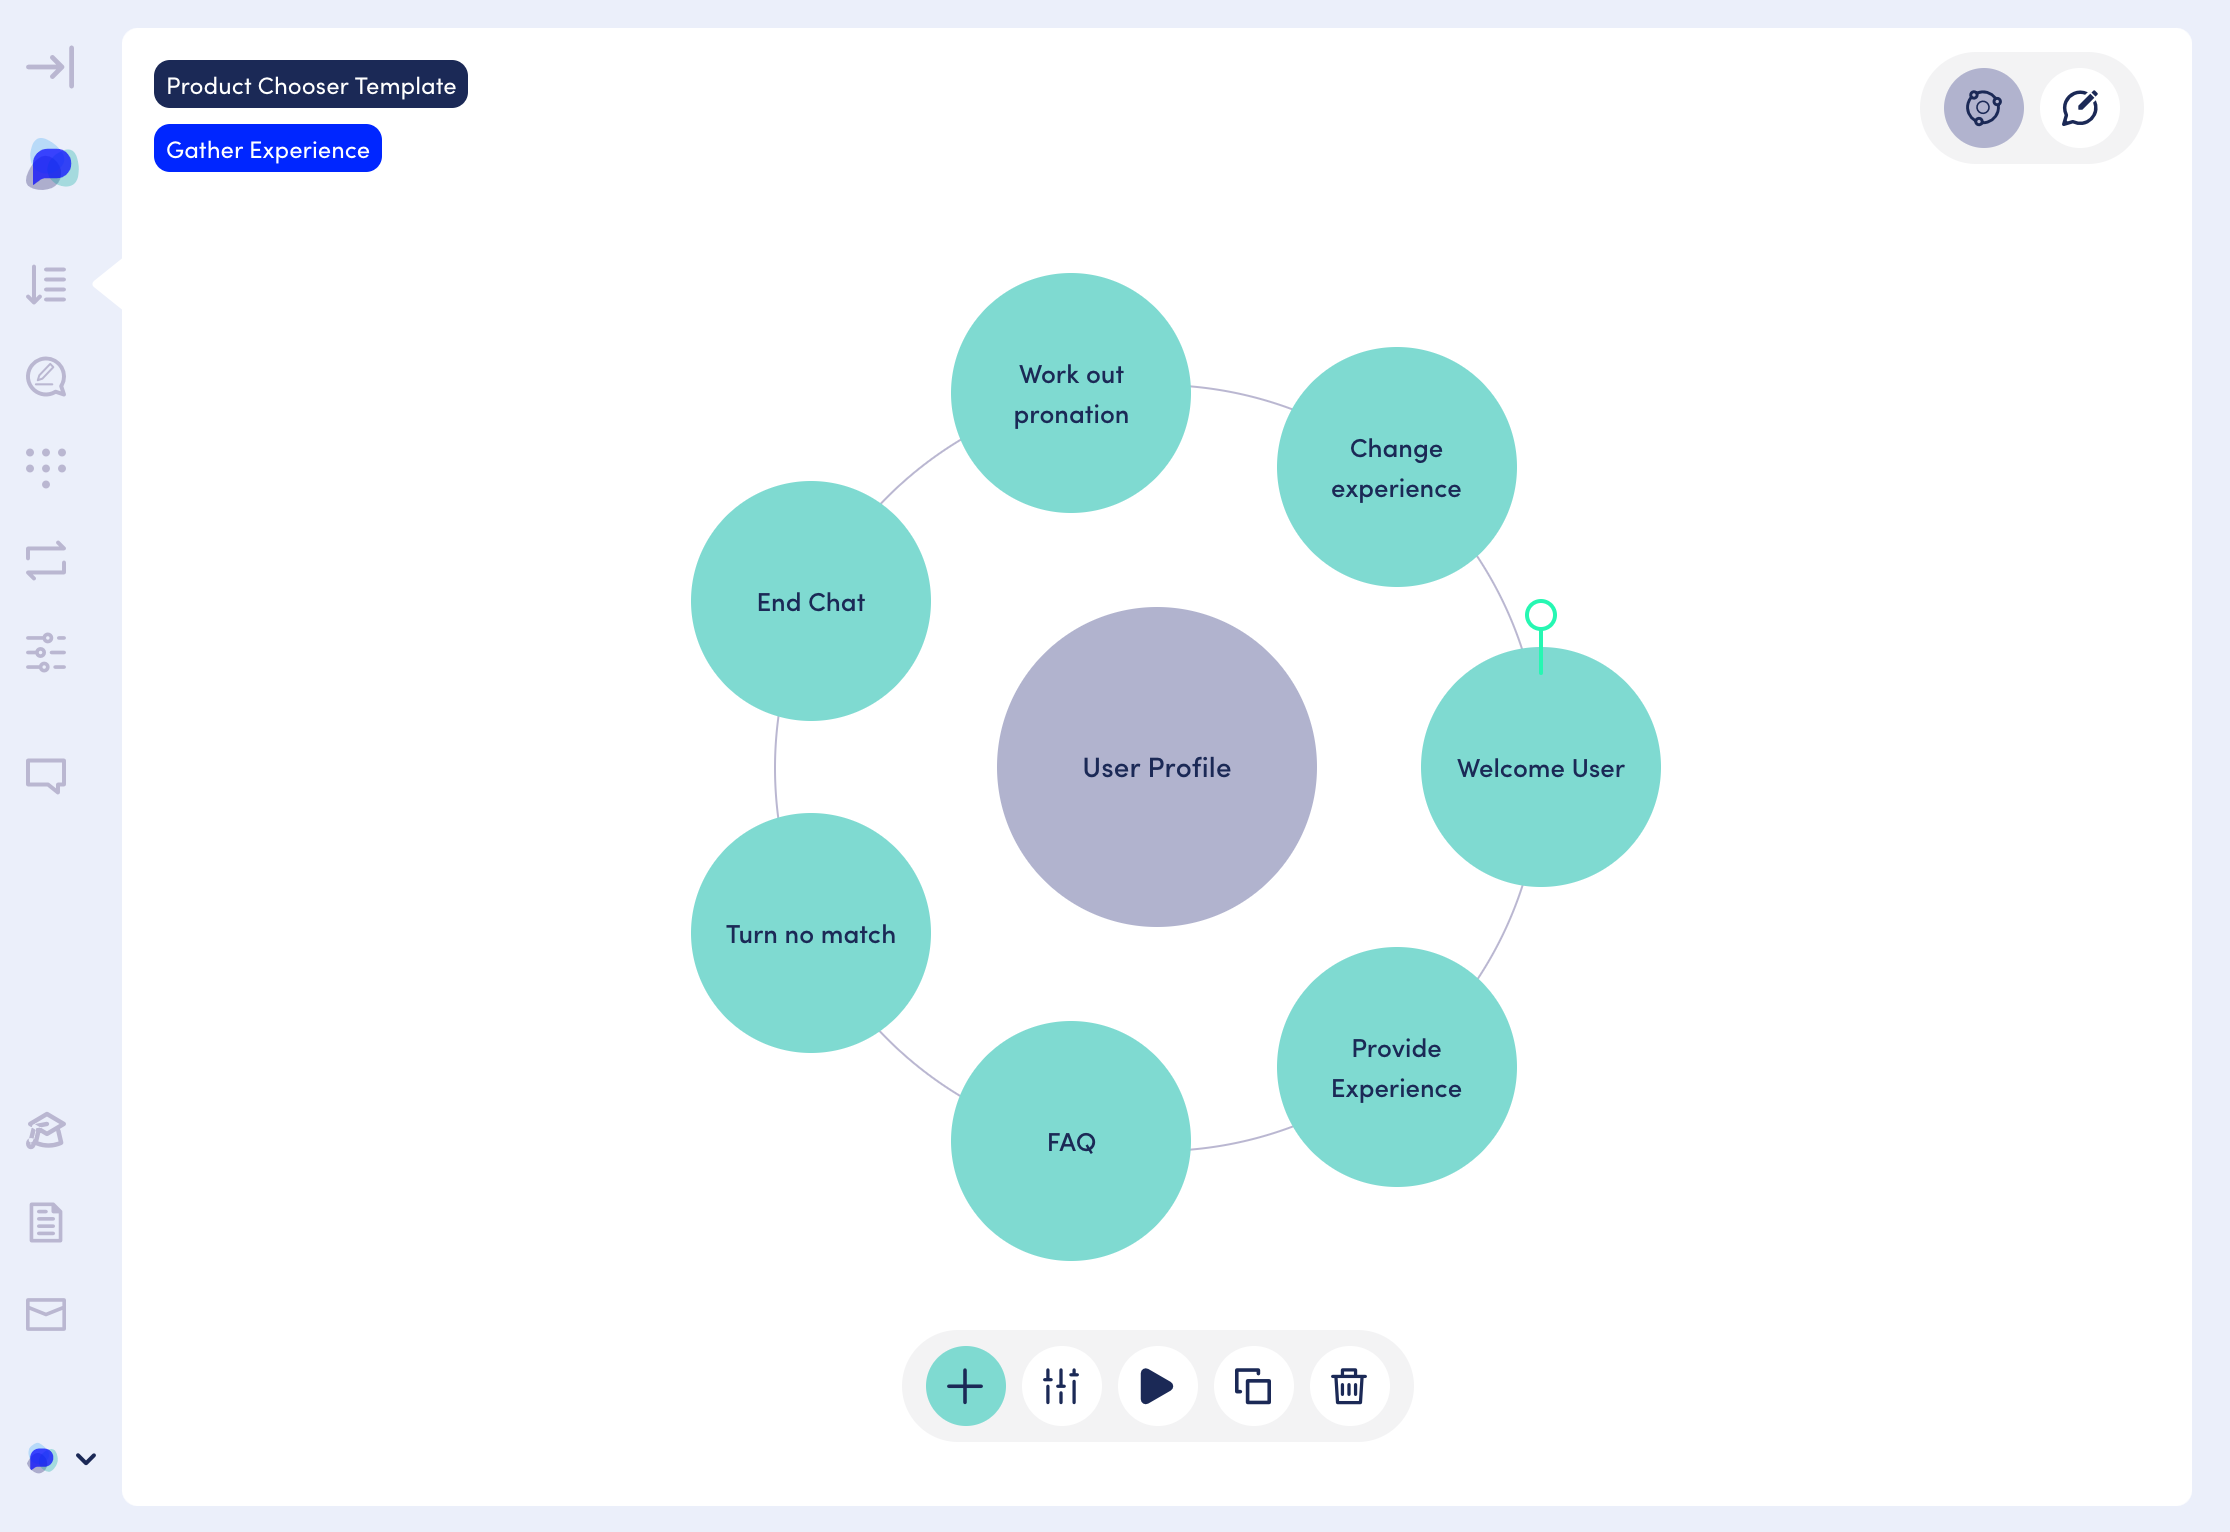 Product Chooser Template
Gather Experience
Work out
pronation
Change
experience
End Chat
User Profile
Welcome User
Turn no match
Provide
Experience
FAQ